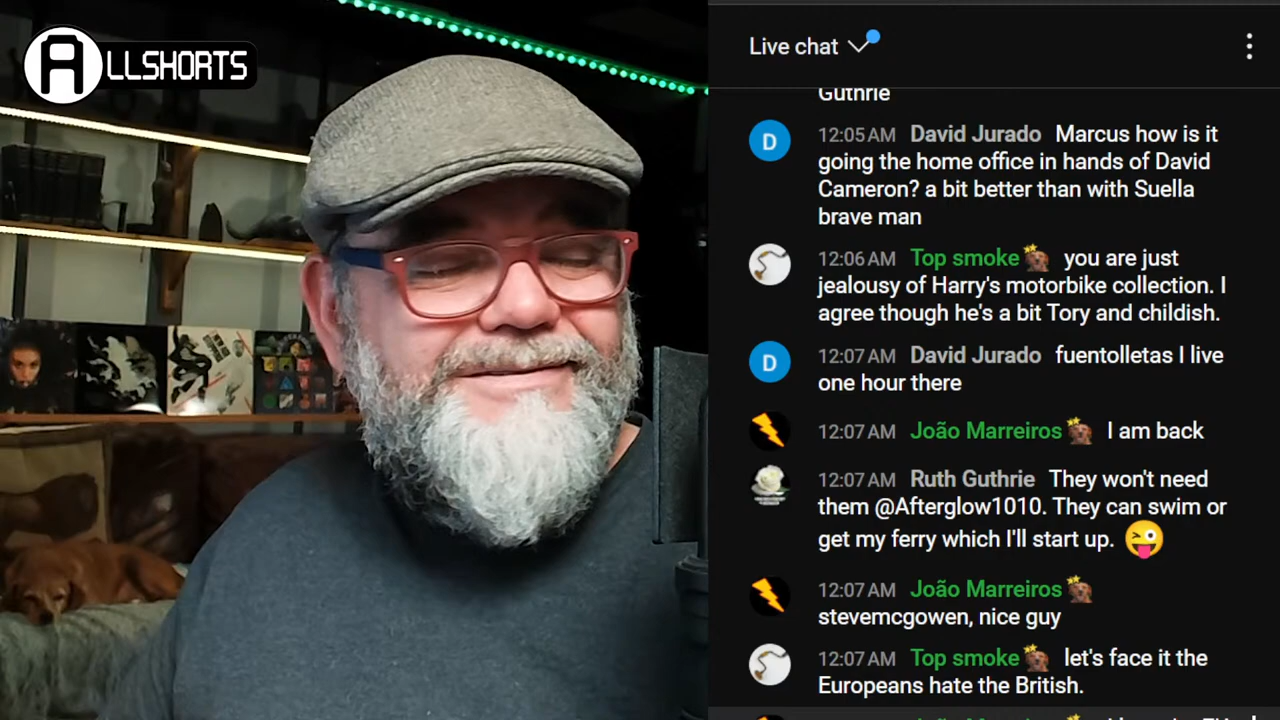 ALLSHORTS
Live chat
Guthrie
D 12:05 AM David Jurado Marcus how is it
going the home office in hands of David
Cameron? a bit better than with Suella
brave man
12:06 AM Top smoke you are just
jealousy of Harry's motorbike collection. I
agree though he's a bit Tory and childish.
D 12:07 AM David Jurado fuentolletas I live
one hour there
12:07 AM João Marreiros I am back
12:07 AM Ruth Guthrie They won't need
them @Afterglow1010. They can swim or
get my ferry which I'll start up. 😜
12:07 AM João Marreiros
stevemcgowen, nice guy
12:07 AM Top smoke let's face it the
Europeans hate the British.